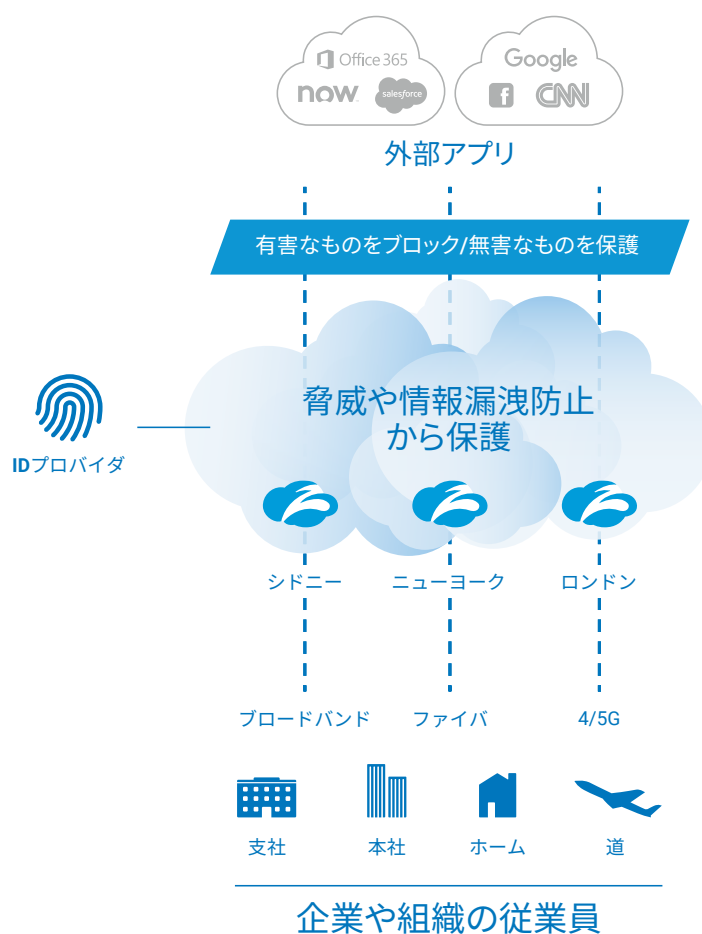 Office 365
Google
now
salesforce
f
CNN
外部アプリ
有害なものをブロック/無害なものを保護
脅威や情報漏洩防止
から保護
IDプロバイダ
シドニー
ニューヨーク
ロンドン
ブロードバンド
ファイバ
4/5G
支社
本社
ホーム
道
企業や組織の従業員